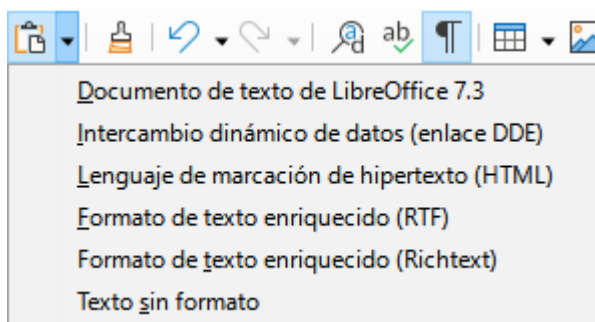 Documento de texto de LibreOffice 7.3
Intercambio dinámico de datos (enlace DDE)
Lenguaje de marcación de hipertexto (HTML)
Formato de texto enriquecido (RTF)
Formato de texto enriquecido (Richtext)
Texto sin formato